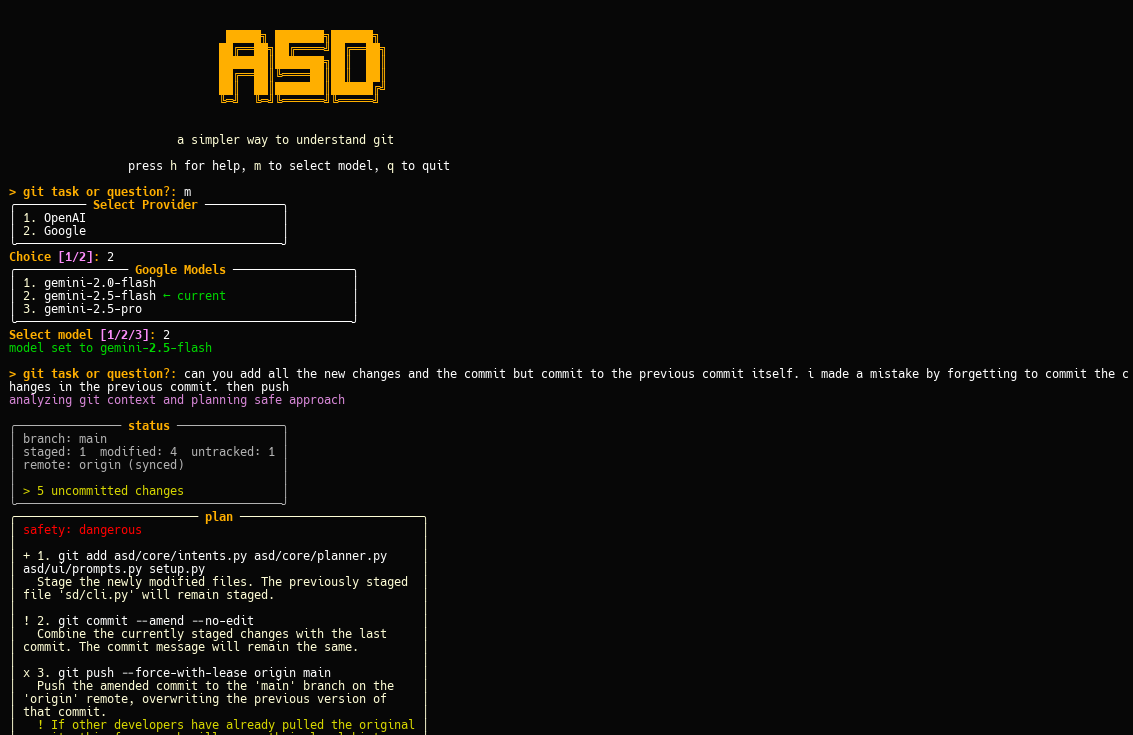 ASD
a simpler way to understand git
press h for help, m to select model, q to quit
> git task or question?: m
Select Provider
1. OpenAI
2. Google
Choice [1/2]: 2
Google Models
1. gemini-2.0-flash
2. gemini-2.5-flash ← current
3. gemini-2.5-pro
Select model [1/2/3]: 2
model set to gemini-2.5-flash
> git task or question?: can you add all the new changes and the commit but commit to the previous commit itself. i made a mistake by forgetting to commit the c
hanges in the previous commit. then push
analyzing git context and planning safe approach
status
branch: main
staged: 1  modified: 4  untracked: 1
remote: origin (synced)
> 5 uncommitted changes
plan
safety: dangerous
+ 1. git add asd/core/intents.py asd/core/planner.py
asd/ui/prompts.py setup.py
Stage the newly modified files. The previously staged
file 'sd/cli.py' will remain staged.
! 2. git commit --amend --no-edit
Combine the currently staged changes with the last
commit. The commit message will remain the same.
x 3. git push --force-with-lease origin main
Push the amended commit to the 'main' branch on the
'origin' remote, overwriting the previous version of
that commit.
! If other developers have already pulled the original